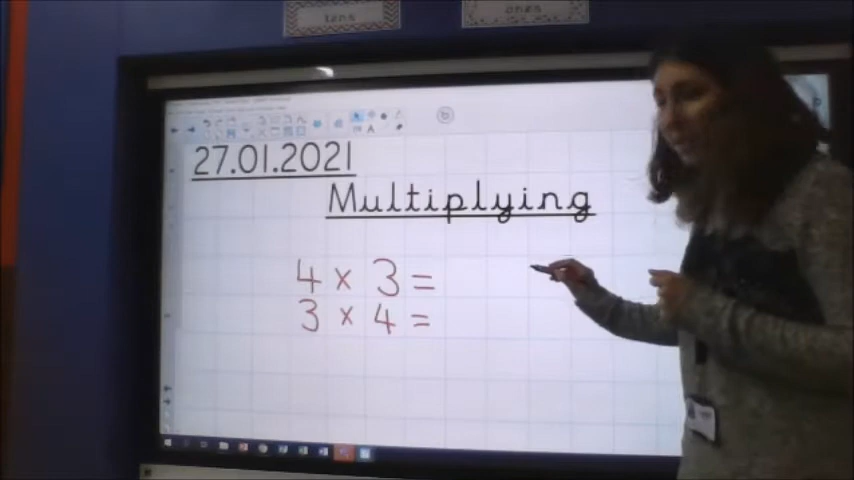 tens
ones
27.01.2021
Multiplying
4 x 3 =
3 x 4 =